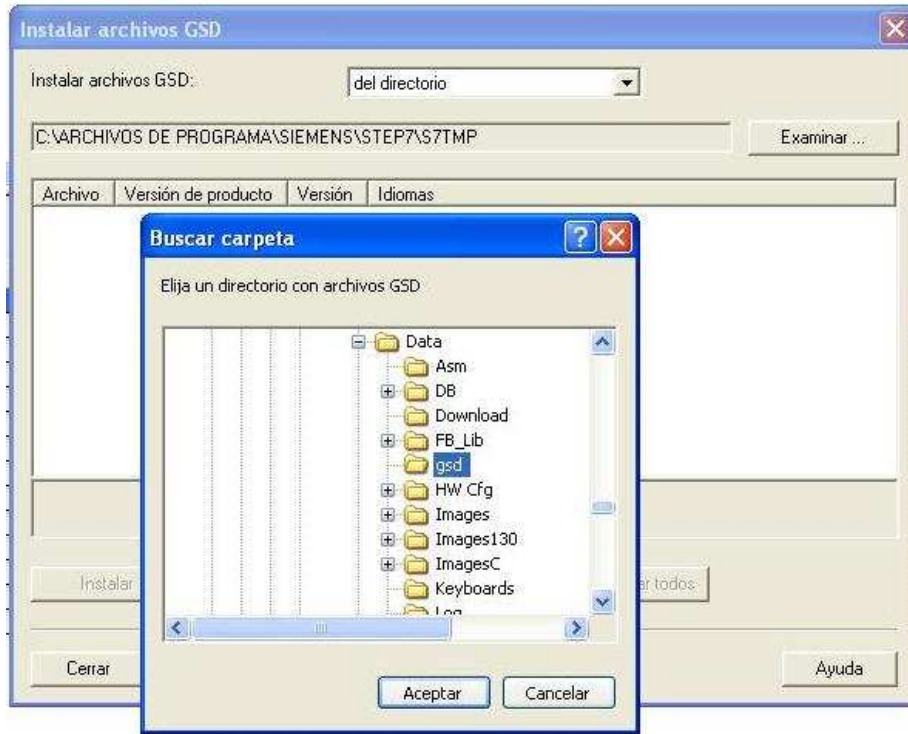 Instalar archivos GSD
Instalar archivos GSD:
del directorio
C:\ARCHIVOS DE PROGRAMA\SIEMENS\STEP7\S7TMP
Examinar ...
Archivo Versión de producto Versión Idiomas
Buscar carpeta
Elija un directorio con archivos GSD
Data
Asm
DB
Download
FB_Lib
gsd
HW Cfg
Images
Images130
ImagesC
Keyboards
Log
Instalar
todos
Aceptar
Cancelar
Cerrar
Ayuda